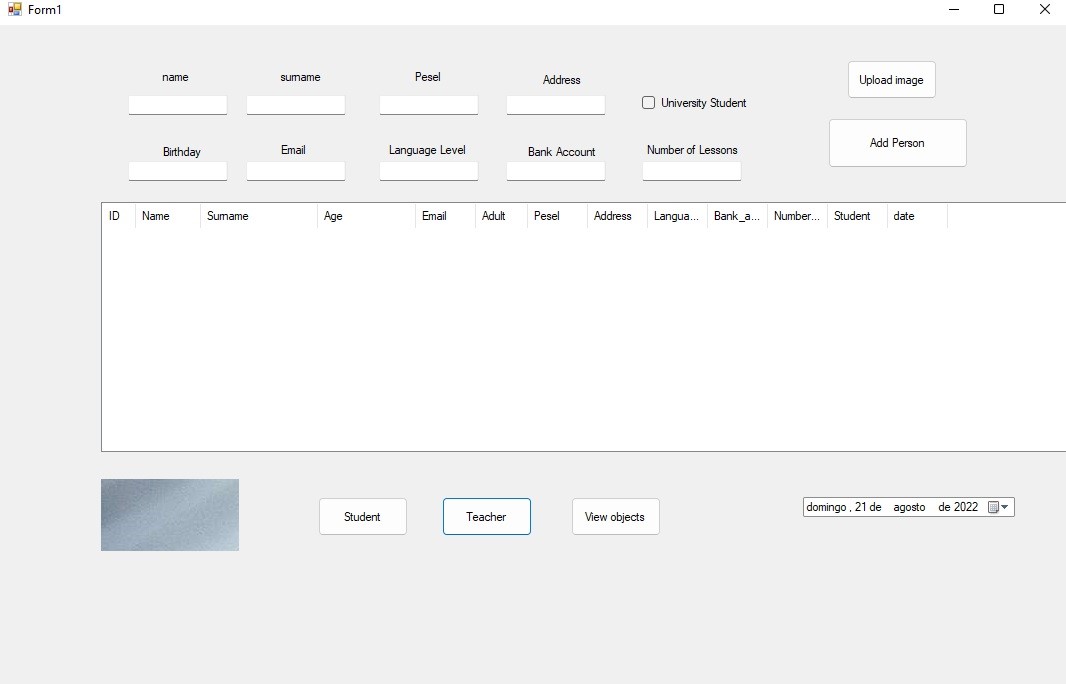 Form1
name surname Pesel Address
University Student
Upload image
Add Person
Birthday Email Language Level Bank Account Number of Lessons
ID Name Surname Age Email Adult Pesel Address Langua... Bank_a... Number... Student date
Student Teacher View objects
domingo , 21 de agosto de 2022